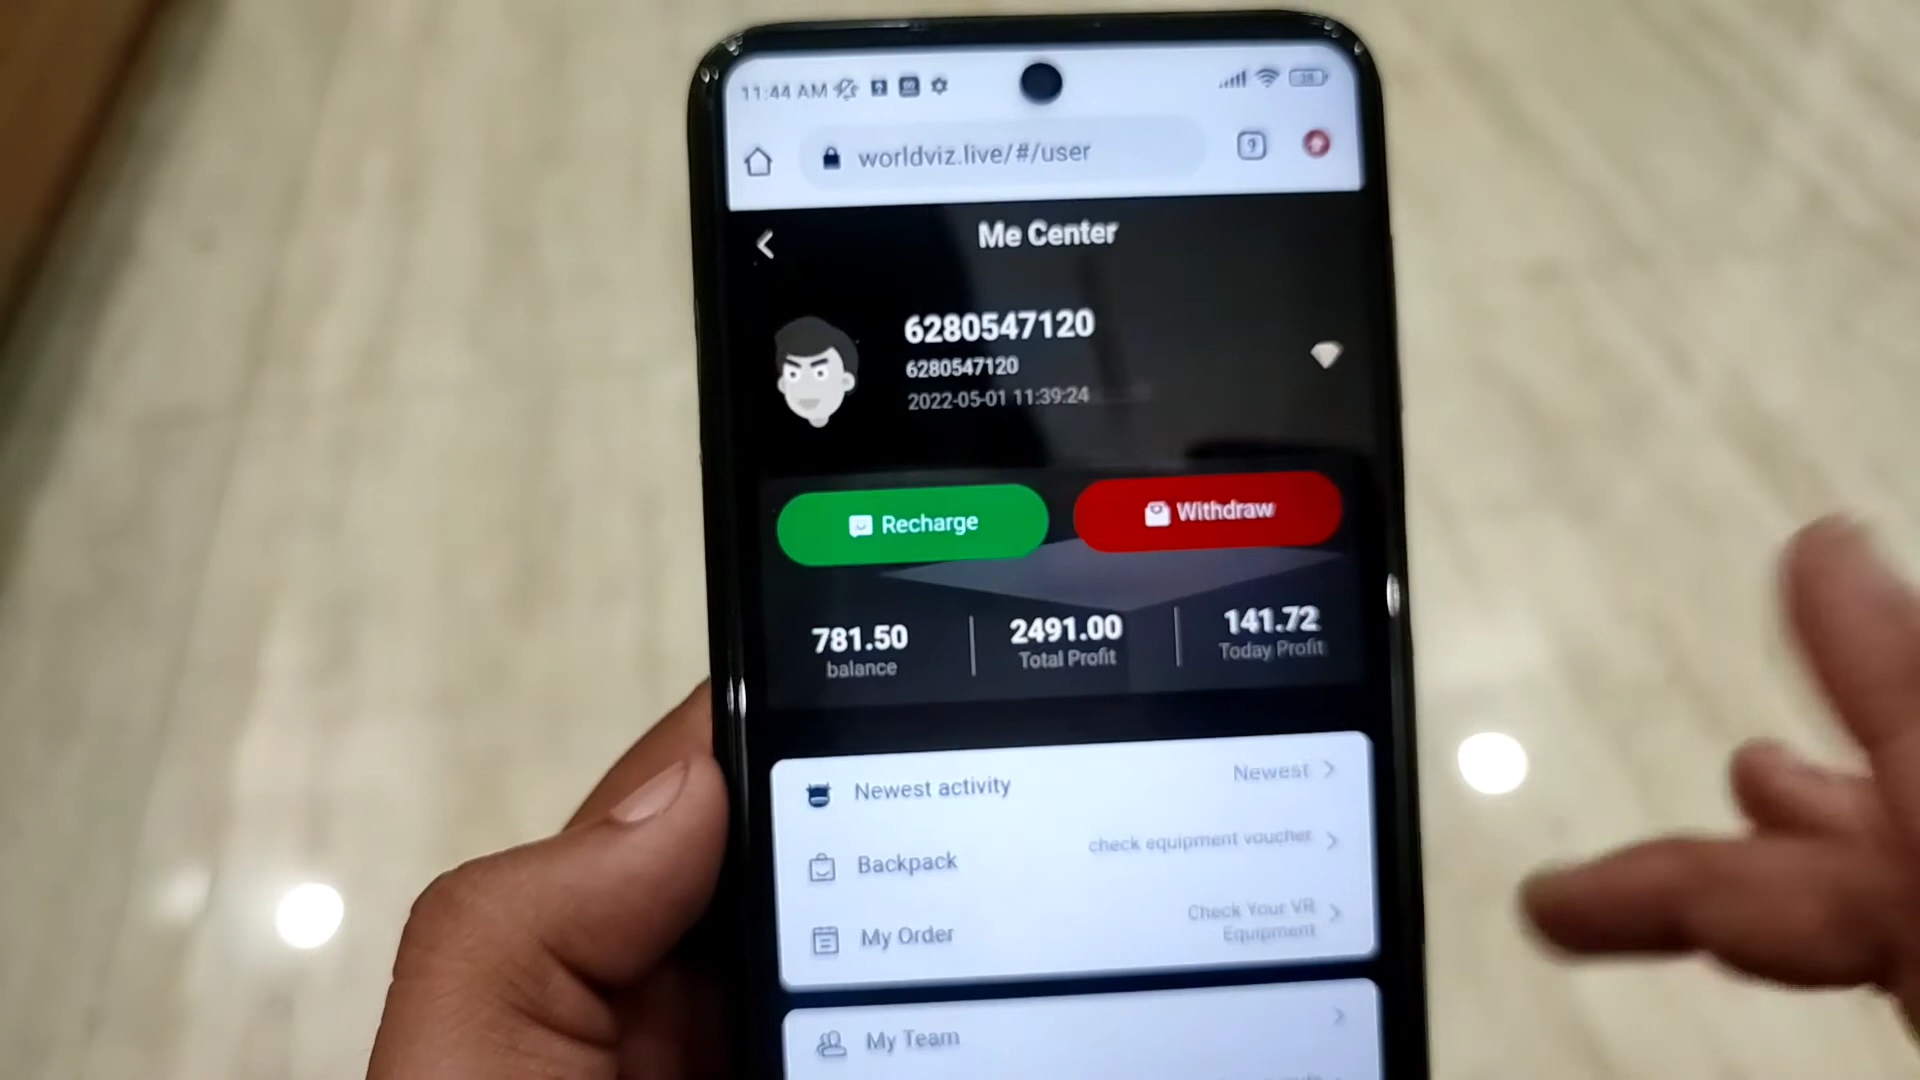 11:44 AM
worldviz.live/#/user
9
Me Center
6280547120
6280547120
2022-05-01 11:39:24
Recharge
Withdraw
781.50
balance
2491.00
Total Profit
141.72
Today Profit
Newest activity
Newest
Backpack
check equipment voucher
My Order
Check Your VR
Equipment
My Team